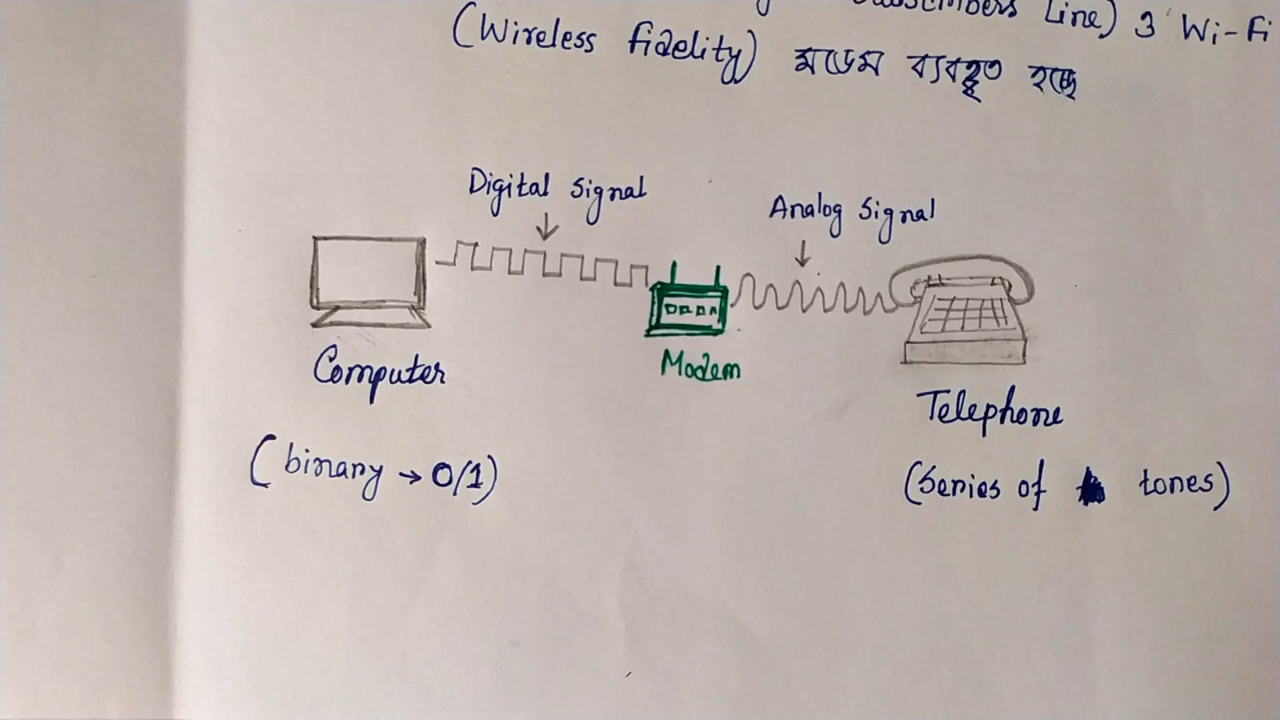 Subscribers Line) ও Wi-Fi
(Wireless fidelity) মডেম ব্যবহৃত হচ্ছে
Digital Signal
Analog Signal
Computer
Modem
Telephone
(binary → 0/1)
(Series of tones)